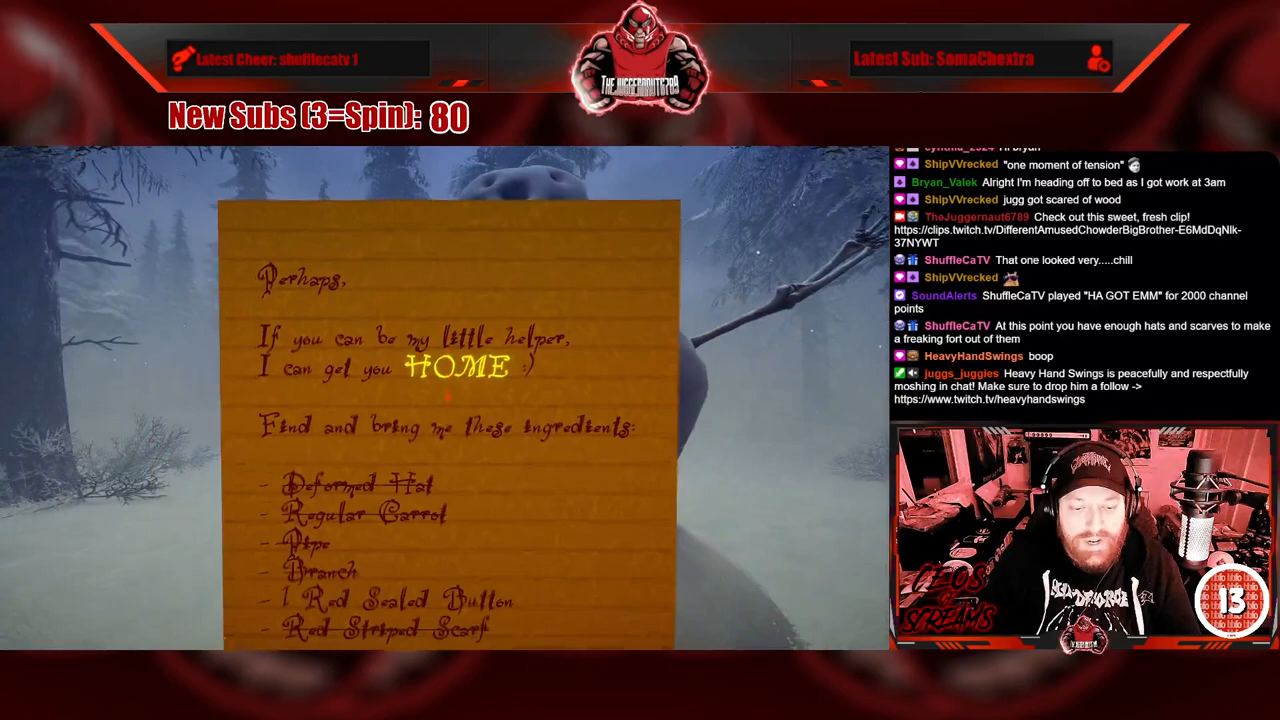 Latest Cheer: shufflecatv 1
THEJUGGERNAUT6789
Latest Sub: SomaChextra
New Subs (3=Spin): 80
Perhaps,
If you can be my little helper,
I can get you HOME :)
Find and bring me these ingredients:
- Deformed Hat
- Regular Carrot
- Pipe
- Branch
- 1 Red Sealed Button
- Red Striped Scarf
ShipVVrecked "one moment of tension"
Bryan_Valek Alright I'm heading off to bed as I got work at 3am
ShipVVrecked jugg got scared of wood
TheJuggernaut6789 Check out this sweet, fresh clip!
https://clips.twitch.tv/DifferentAmusedChowderBigBrother-E6MdDqNlk-
37NYWT
ShuffleCaTV That one looked very.....chill
ShipVVrecked
SoundAlerts ShuffleCaTV played "HA GOT EMM" for 2000 channel
points
ShuffleCaTV At this point you have enough hats and scarves to make
a freaking fort out of them
HeavyHandSwings boop
juggs_juggies Heavy Hand Swings is peacefully and respectfully
moshing in chat! Make sure to drop him a follow ->
https://www.twitch.tv/heavyhandswings
SCREAMS
13